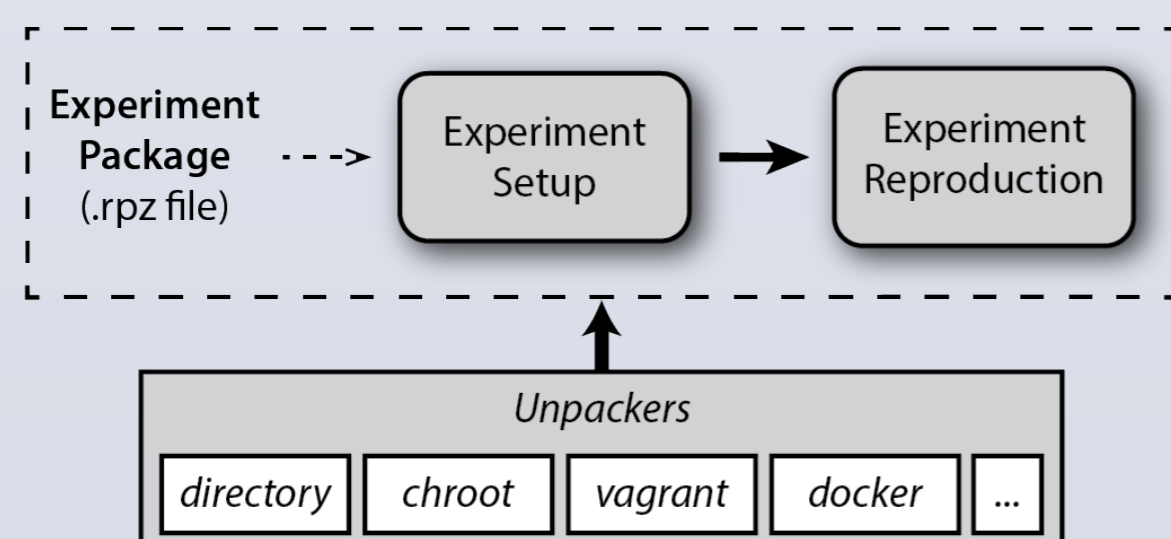 Experiment
Package
(.rpz file)
Experiment
Setup
Experiment
Reproduction
Unpackers
directory
chroot
vagrant
docker
...